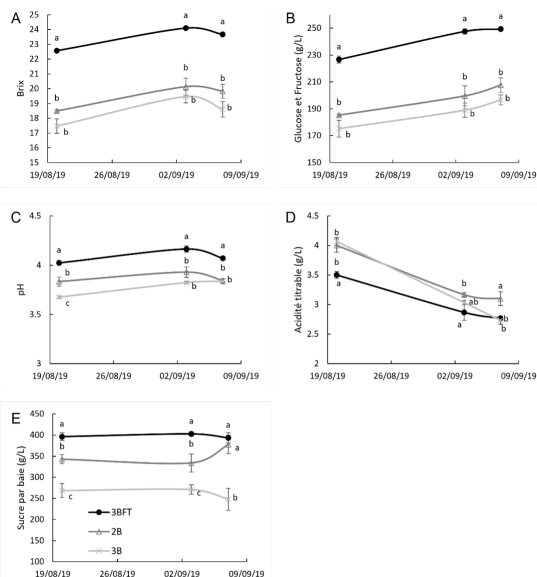 A
Brix
24
23
22
21
20
19
18
17
16
15
a
a
a
b
b
b
b
b
b
19/08/19 26/08/19 02/09/19 09/09/19
B
Glucose et Fructose (g/L)
250
230
210
190
170
150
a
a
a
b
b
b
b
b
b
19/08/19 26/08/19 02/09/19 09/09/19
C
pH
4.5
4
3.5
3
a
a
a
b
b
b
c
b
b
19/08/19 26/08/19 02/09/19 09/09/19
D
Acidité titrable (g/L)
4.5
4
3.5
3
2.5
2
b
b
a
b
ab
a
a
b
b
19/08/19 26/08/19 02/09/19 09/09/19
E
Sucre par baie (g/L)
450
400
350
300
250
200
150
100
a
a
a
b
b
a
c
c
b
3BFT
2B
3B
19/08/19 26/08/19 02/09/19 09/09/19